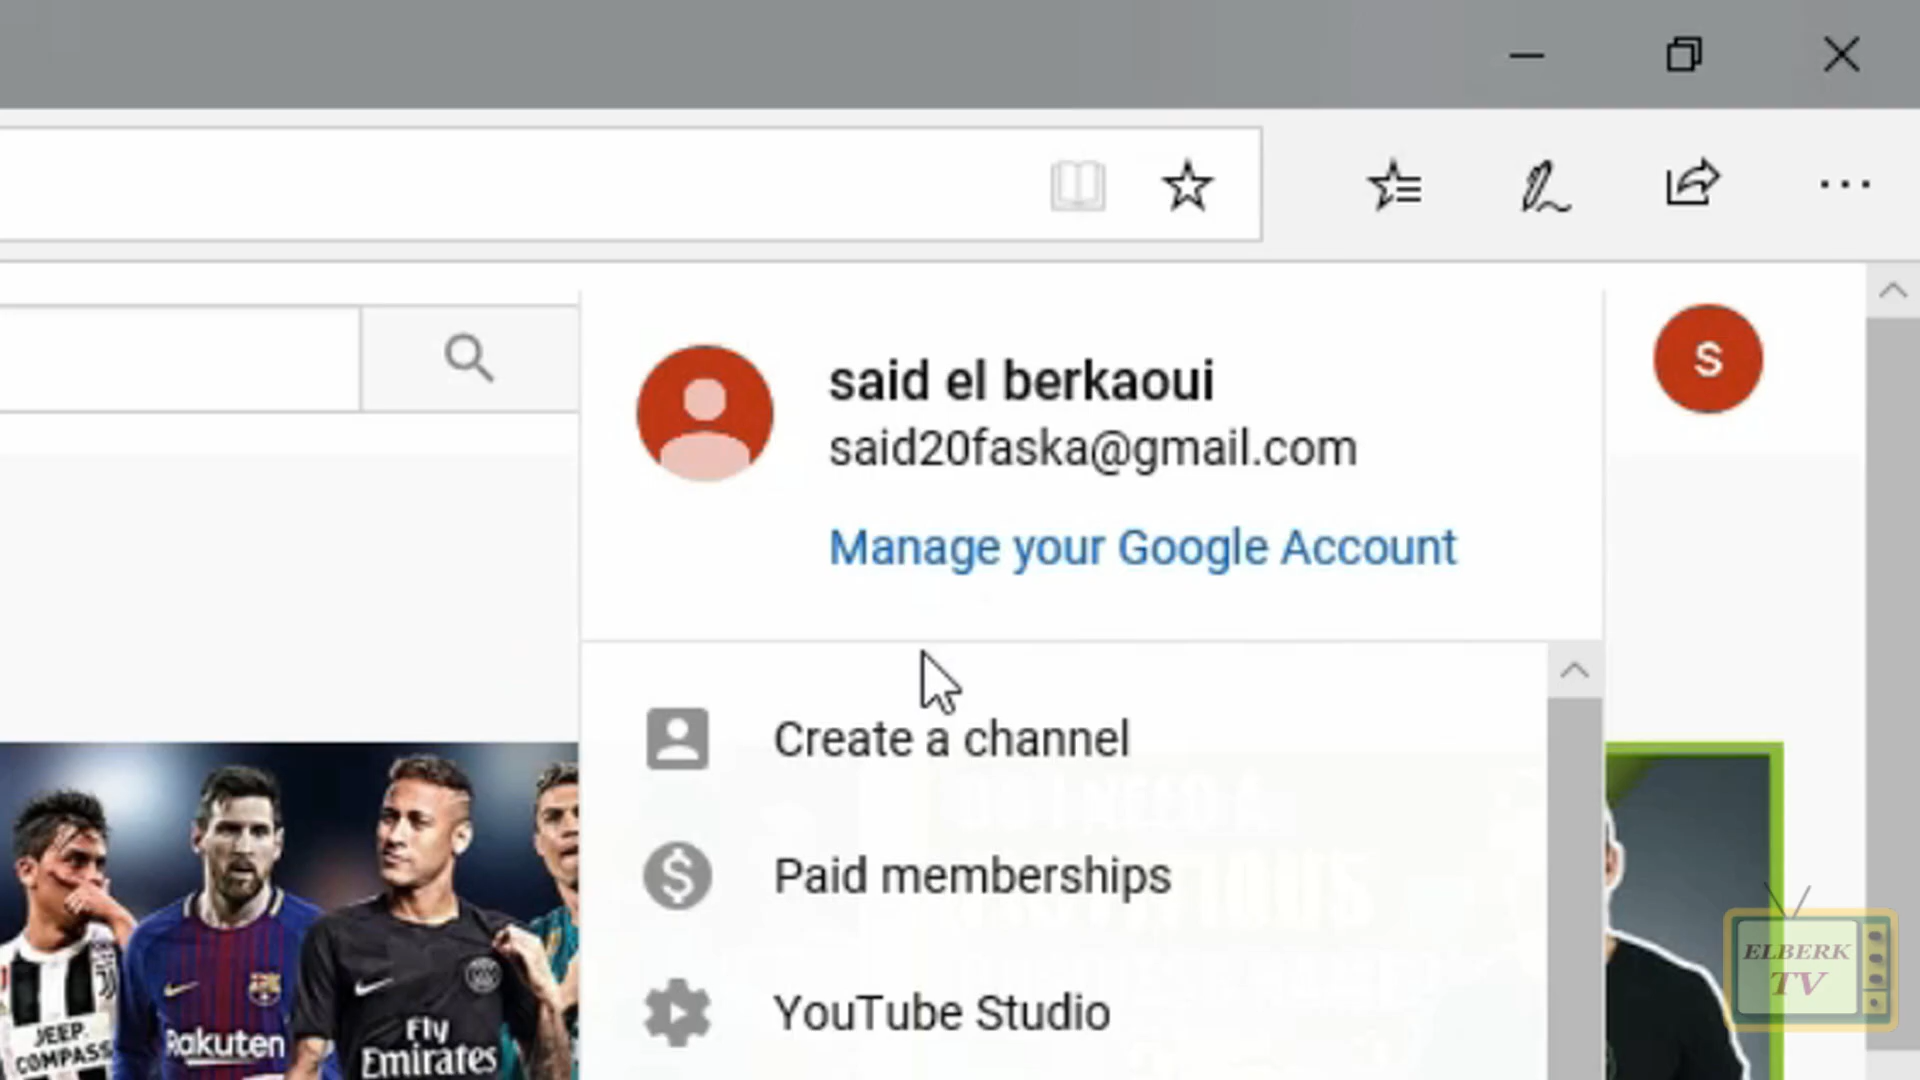 said el berkaoui
S
said20faska@gmail.com
Manage your Google Account
Create a channel
Paid memberships
YouTube Studio
JEEP
COMPASS
Rakuten
Fly
Emirates
ELBERK
TV